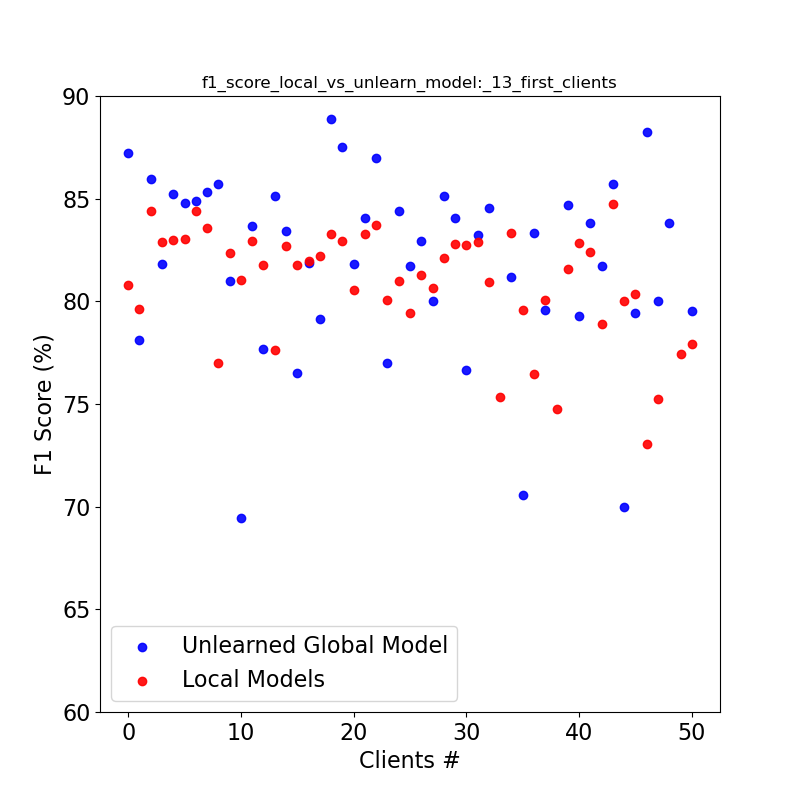 f1_score_local_vs_unlearn_model:_13_first_clients
90
85
80
75
70
65
60
F1 Score (%)
Unlearned Global Model
Local Models
0 10 20 30 40 50
Clients #